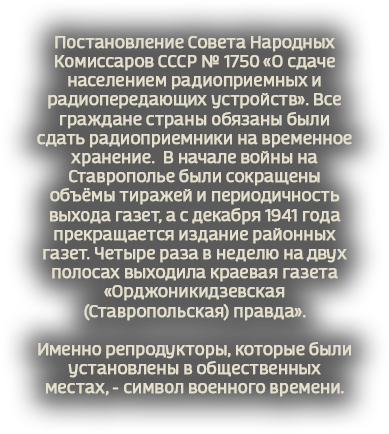 Постановление Совета Народных
Комиссаров СССР № 1750 «О сдаче
населением радиоприемных и
радиопередающих устройств». Все
граждане страны обязаны были
сдать радиоприемники на временное
хранение. В начале войны на
Ставрополье были сокращены
объёмы тиражей и периодичность
выхода газет, а с декабря 1941 года
прекращается издание районных
газет. Четыре раза в неделю на двух
полосах выходила краевая газета
«Орджоникидзевская
(Ставропольская) правда».
Именно репродукторы, которые были
установлены в общественных
местах, - символ военного времени.